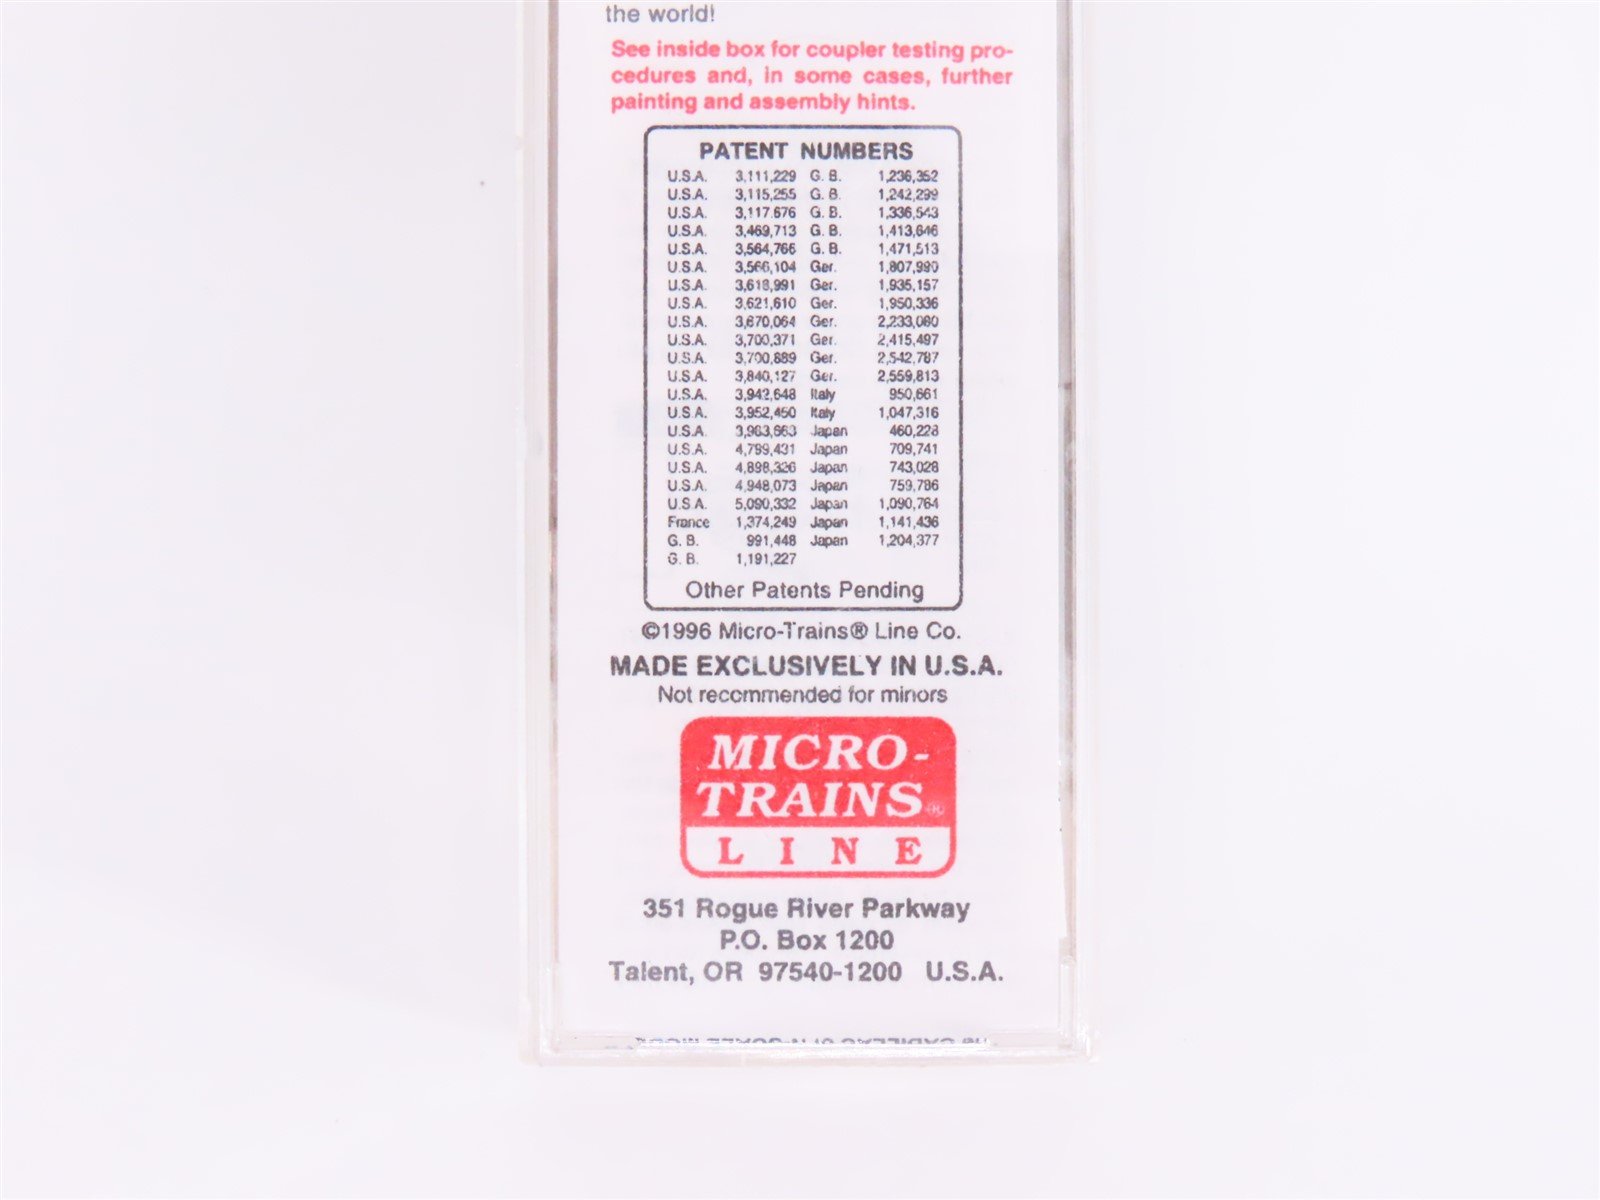 the world!
See inside box for coupler testing pro-
cedures and, in some cases, further
painting and assembly hints.
PATENT NUMBERS
U.S.A. 3,111,229 G. B. 1,236,352
U.S.A. 3,115,255 G. B. 1,242,299
U.S.A. 3,117.676 G. B. 1,336,543
U.S.A. 3,469,713 G. B. 1,413,646
U.S.A. 3,564,766 G. B. 1,471,513
U.S.A. 3,566,104 Ger. 1,807,990
U.S.A. 3,618,991 Ger. 1,935,157
U.S.A. 3,621,610 Ger. 1,950,336
U.S.A. 3,670,064 Ger. 2,233,080
U.S.A. 3,700,371 Ger. 2,415,497
U.S.A. 3,700,889 Ger. 2,542,787
U.S.A. 3,840,127 Ger. 2,559,813
U.S.A. 3,942,648 Italy 950,661
U.S.A. 3,952,450 Italy 1,047,316
U.S.A. Japan 460,228
U.S.A. 4,799,431 Japan 709,741
U.S.A. 4,898,326 Japan 743,028
U.S.A. 4,948,073 Japan 759,786
U.S.A. 5,090,332 Japan 1,090,764
France 1,374,249 Japan 1,141,436
G. B. 991,448 Japan 1,204,377
G. B. 1,191,227
Other Patents Pending
©1996 Micro-Trains® Line Co.
MADE EXCLUSIVELY IN U.S.A.
Not recommended for minors
MICRO-
TRAINS®
LINE
351 Rogue River Parkway
P.O. Box 1200
Talent, OR 97540-1200 U.S.A.